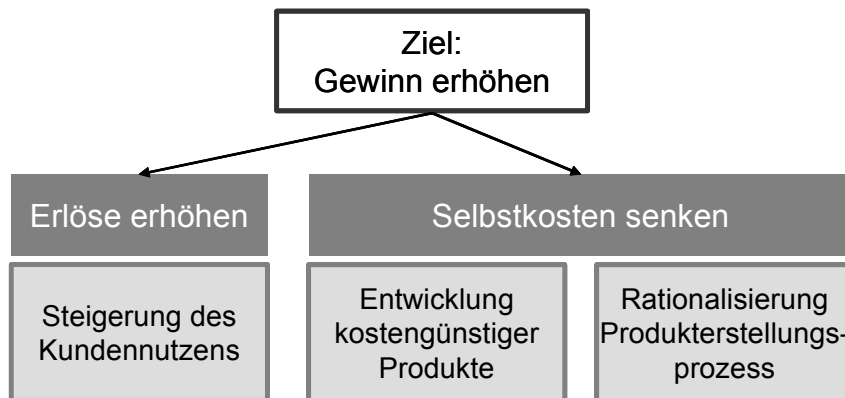 Ziel:
Gewinn erhöhen
Erlöse erhöhen
Selbstkosten senken
Steigerung des
Kundennutzens
Entwicklung
kostengünstiger
Produkte
Rationalisierung
Produkterstellungs-
prozess